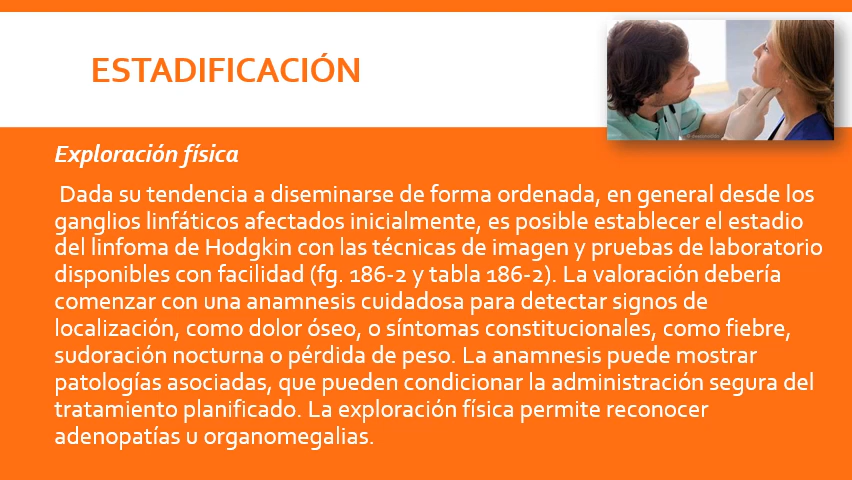 ESTADIFICACIÓN
Exploración física
Dada su tendencia a diseminarse de forma ordenada, en general desde los
ganglios linfáticos afectados inicialmente, es posible establecer el estadio
del linfoma de Hodgkin con las técnicas de imagen y pruebas de laboratorio
disponibles con facilidad (fg. 186-2 y tabla 186-2). La valoración debería
comenzar con una anamnesis cuidadosa para detectar signos de
localización, como dolor óseo, o síntomas constitucionales, como fiebre,
sudoración nocturna o pérdida de peso. La anamnesis puede mostrar
patologías asociadas, que pueden condicionar la administración segura del
tratamiento planificado. La exploración física permite reconocer
adenopatías u organomegalias.